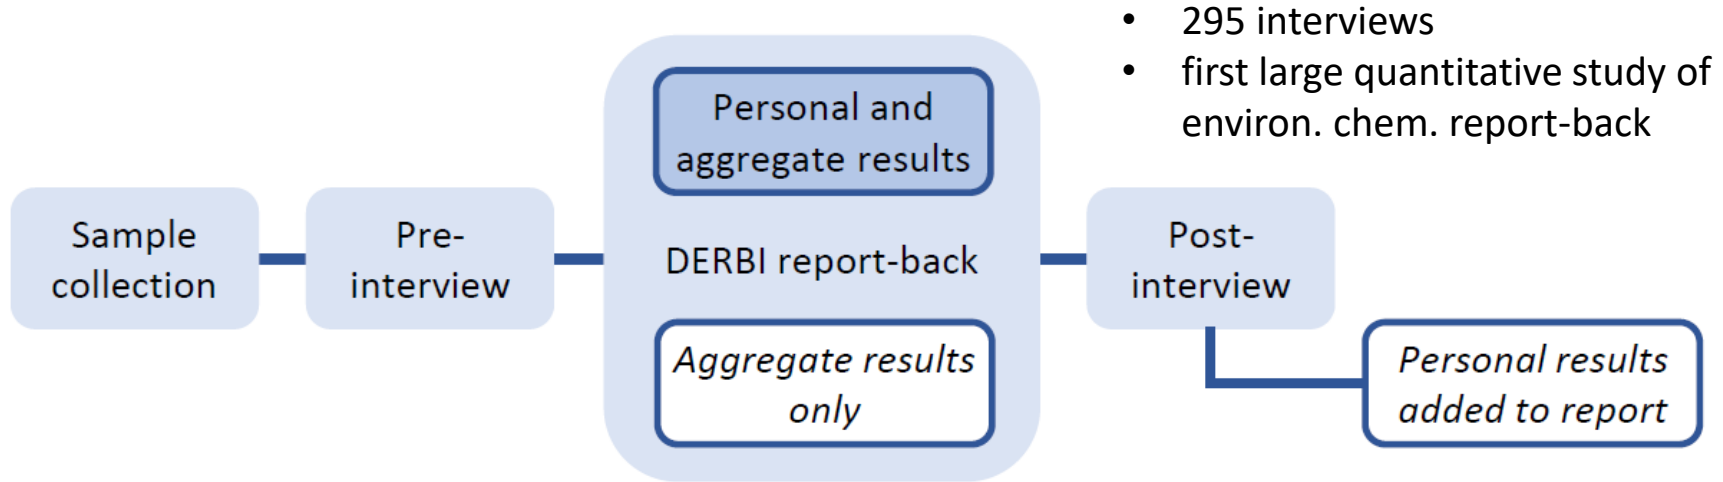 • 295 interviews
• first large quantitative study of
environ. chem. report-back
Sample
collection
Pre-
interview
Personal and
aggregate results
DERBI report-back
Aggregate results
only
Post-
interview
Personal results
added to report